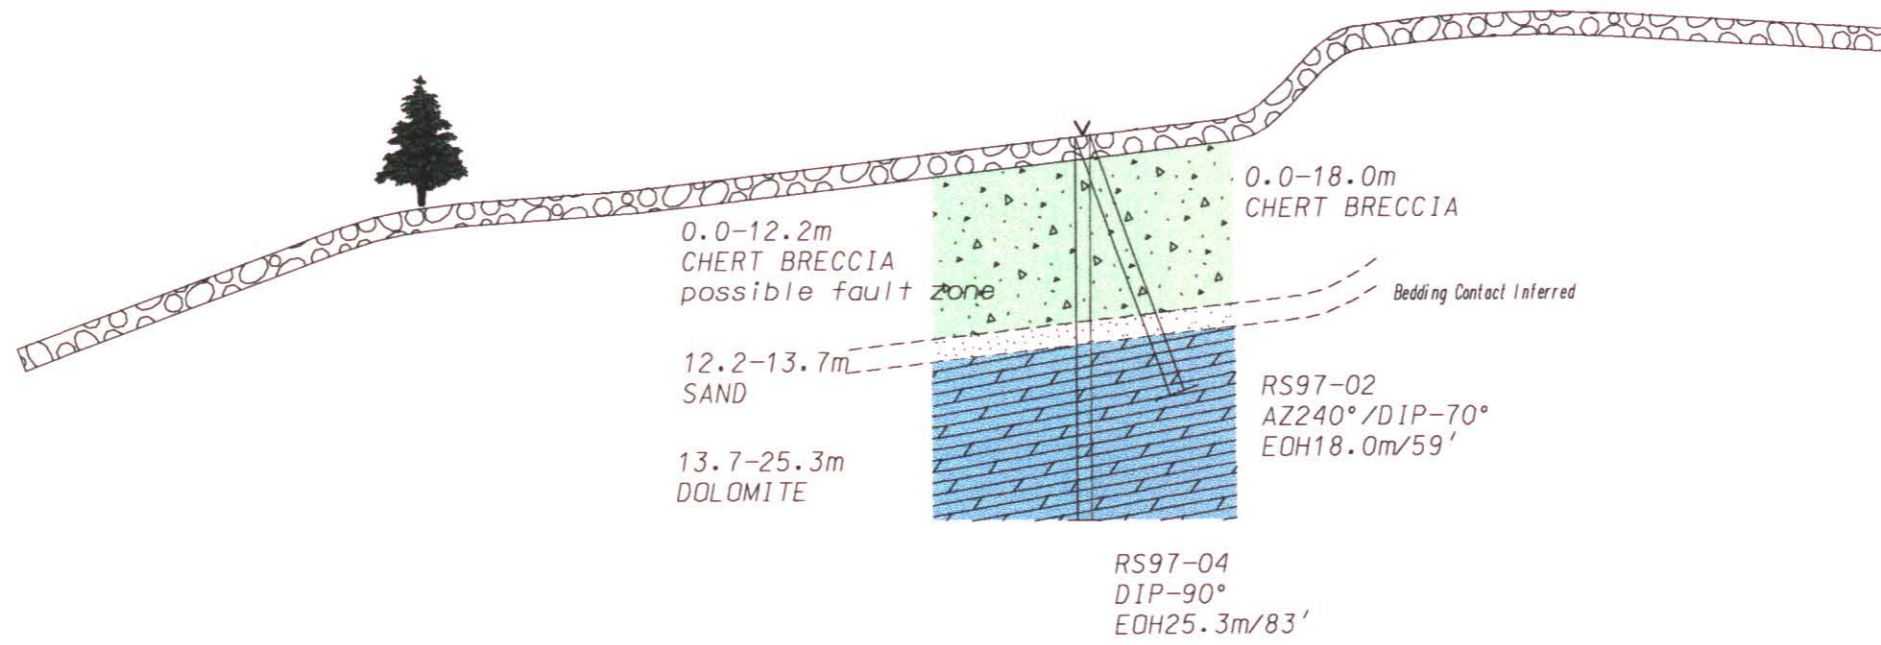 0.0-18.0m
CHERT BRECCIA
0.0-12.2m
CHERT BRECCIA
possible fault zone
Bedding Contact Inferred
12.2-13.7m
SAND
RS97-02
AZ240°/DIP-70°
EOH18.0m/59'
13.7-25.3m
DOLOMITE
RS97-04
DIP-90°
EOH25.3m/83'